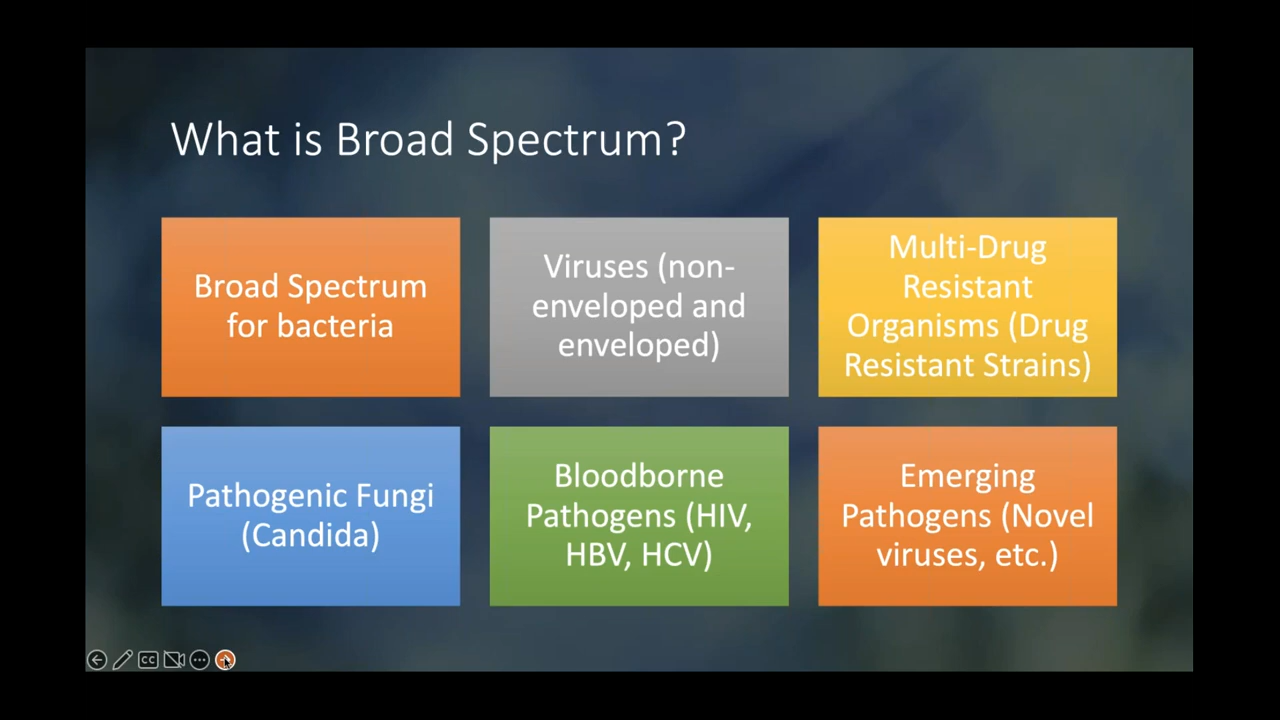 What is Broad Spectrum?
Broad Spectrum
for bacteria
Viruses (non-
enveloped and
enveloped)
Multi-Drug
Resistant
Organisms (Drug
Resistant Strains)
Pathogenic Fungi
(Candida)
Bloodborne
Pathogens (HIV,
HBV, HCV)
Emerging
Pathogens (Novel
viruses, etc.)
CC